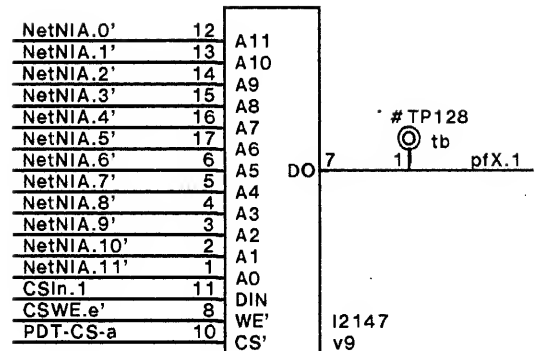 NetNIA.0' 12 A11
NetNIA.1' 13 A10
NetNIA.2' 14 A9
NetNIA.3' 15 A8
NetNIA.4' 16 A7
NetNIA.5' 17 A6
NetNIA.6' 6 A5
NetNIA.7' 5 A4
NetNIA.8' 4 A3
NetNIA.9' 3 A2
NetNIA.10' 2 A1
NetNIA.11' 1 A0
CSIn.1 11 DIN
CSWE.e' 8 WE'
PDT-CS-a 10 CS'
#TP128
tb
DO 7 1 pfX.1
I2147
v9